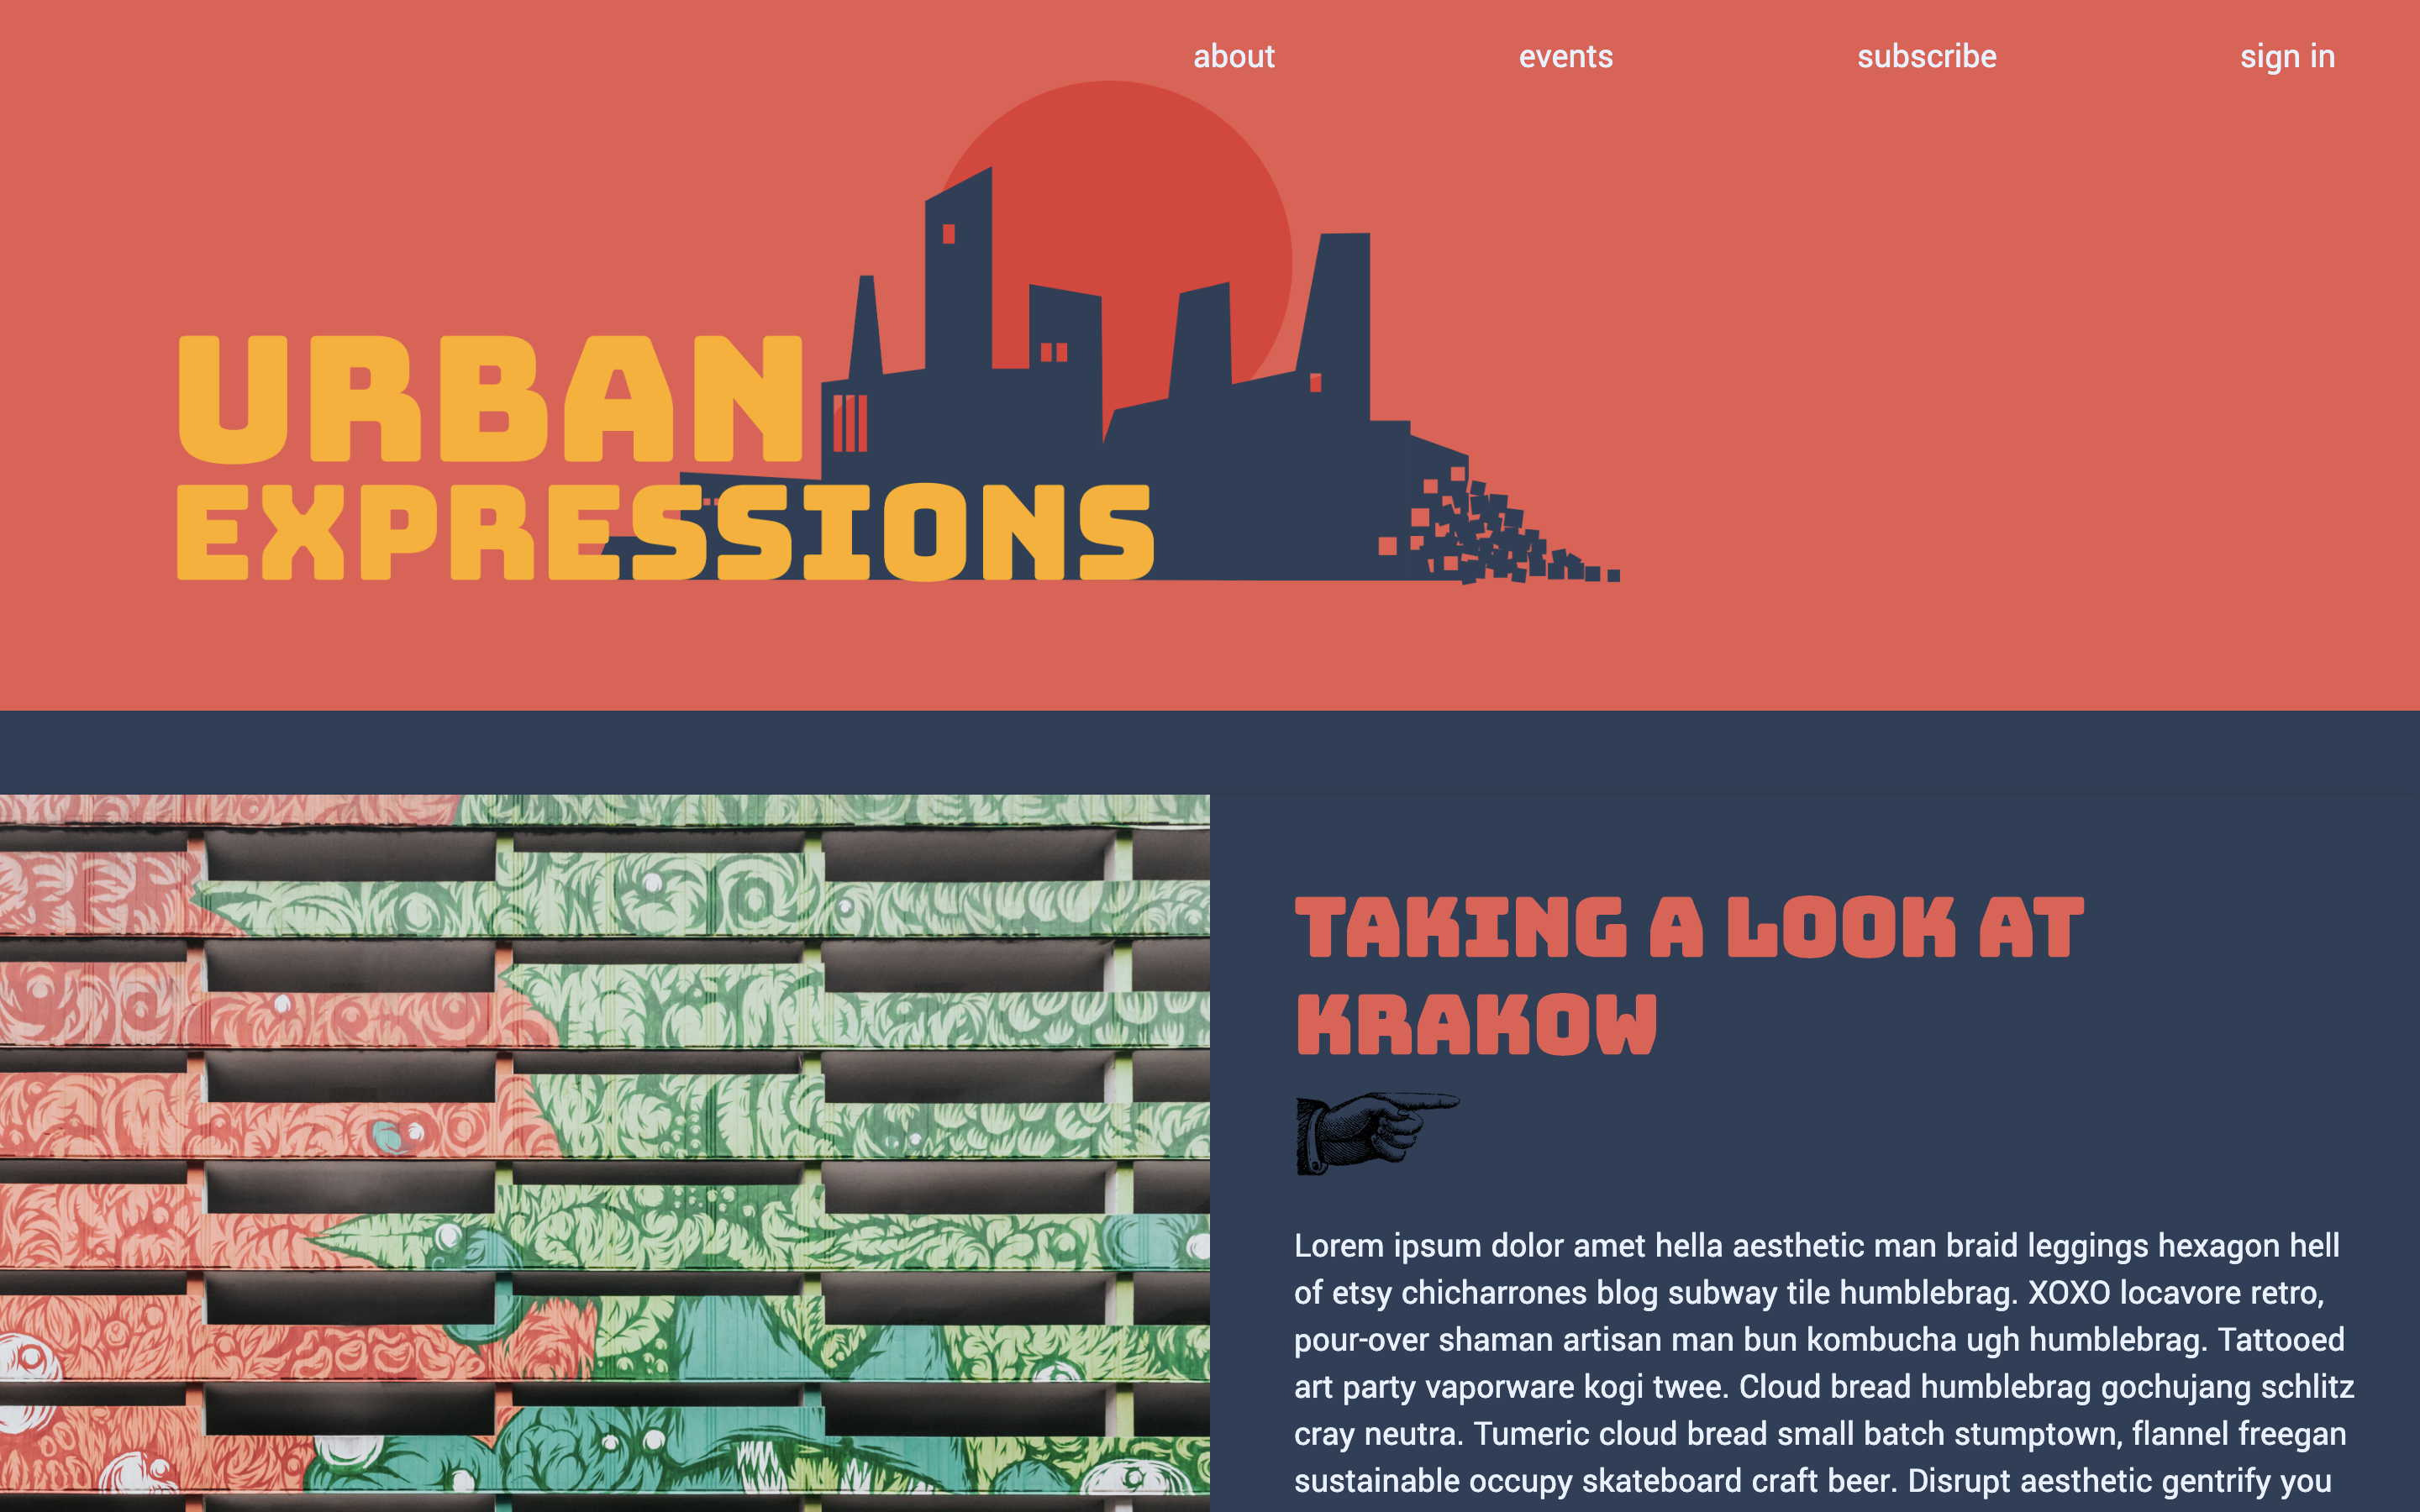 about events subscribe sign in
URBAN
EXPRESSIONS
TAKING A LOOK AT
KRAKOW
Lorem ipsum dolor amet hella aesthetic man braid leggings hexagon hell
of etsy chicharrones blog subway tile humblebrag. XOXO locavore retro,
pour-over shaman artisan man bun kombucha ugh humblebrag. Tattooed
art party vaporware kogi twee. Cloud bread humblebrag gochujang schlitz
cray neutra. Tumeric cloud bread small batch stumptown, flannel freegan
sustainable occupy skateboard craft beer. Disrupt aesthetic gentrify you